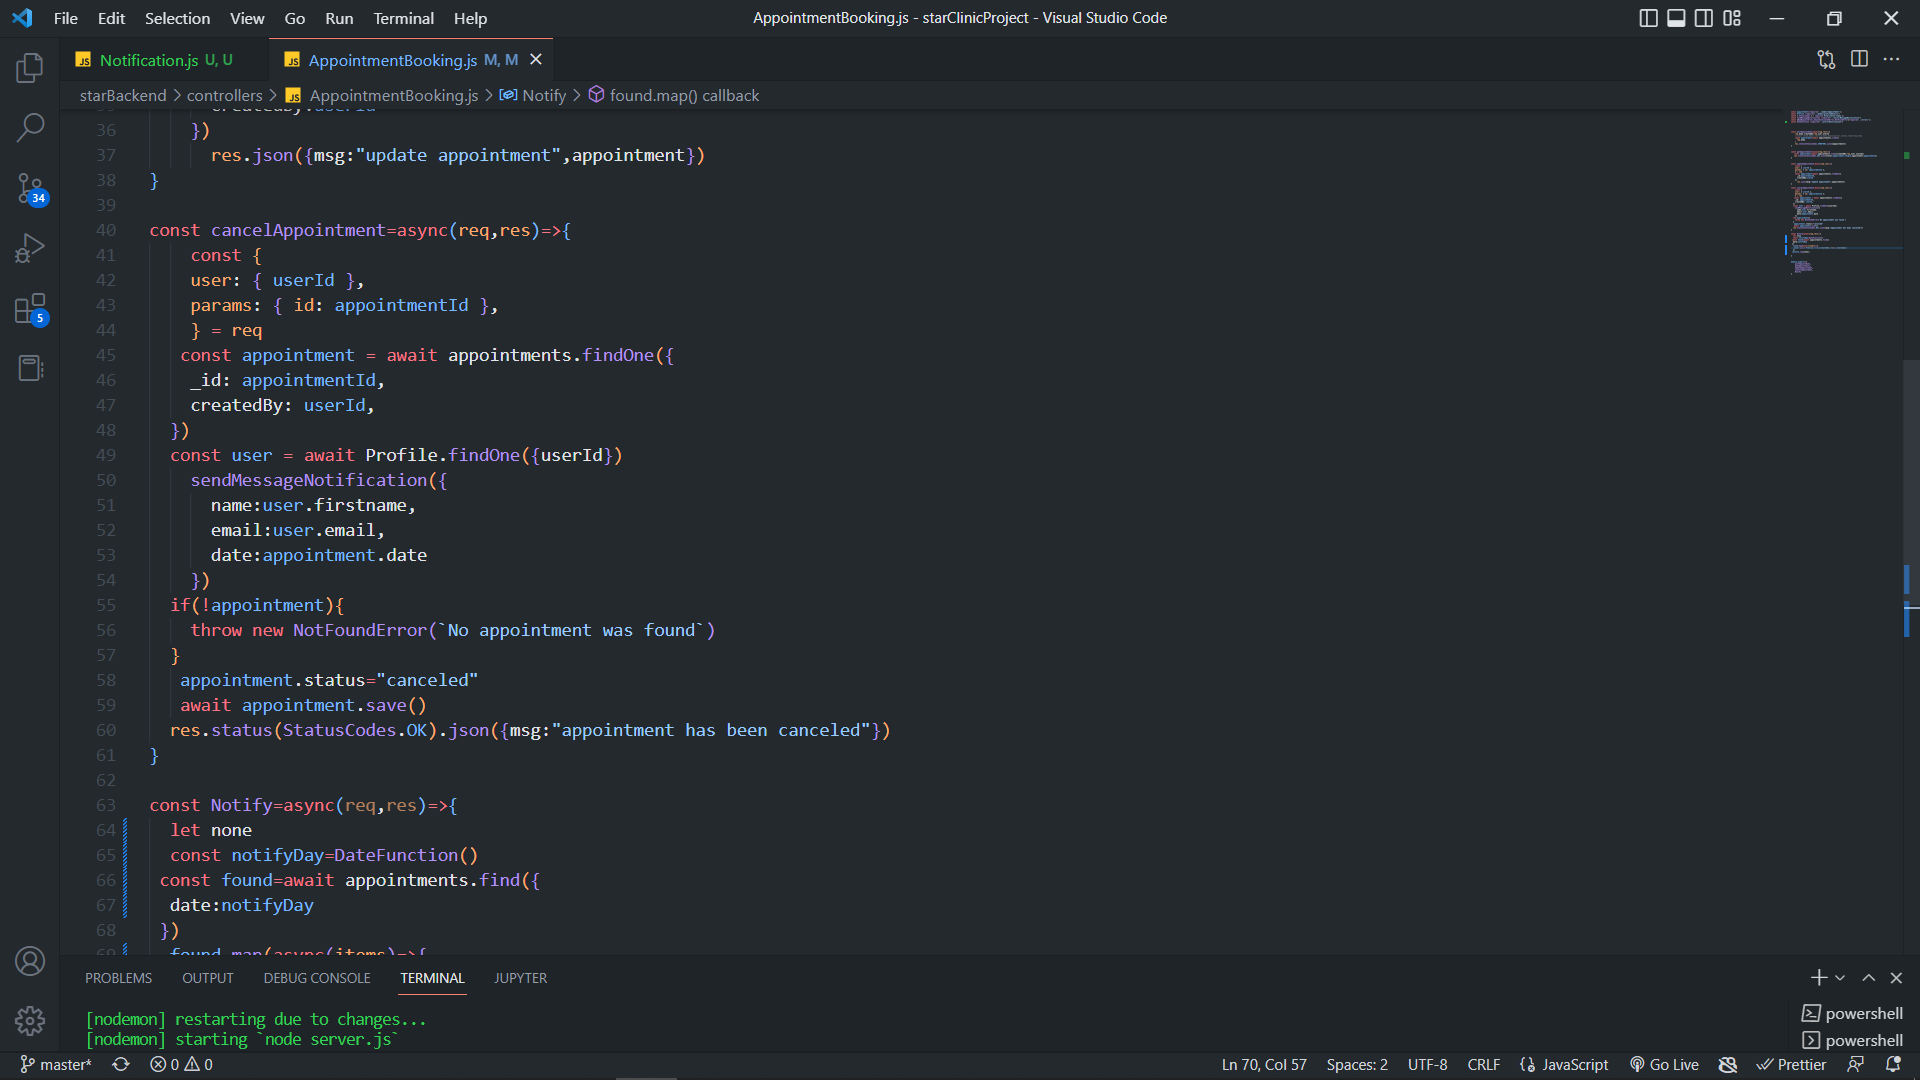 File Edit Selection View Go Run Terminal Help
AppointmentBooking.js - starClinicProject - Visual Studio Code
JS Notification.js U, U
JS AppointmentBooking.js M, M
starBackend > controllers > JS AppointmentBooking.js > Notify > found.map() callback
36 })
37 res.json({msg:"update appointment",appointment})
38 }
39
40 const cancelAppointment=async(req,res)=>{
41 const {
42 user: { userId },
43 params: { id: appointmentId },
44 } = req
45 const appointment = await appointments.findOne({
46 _id: appointmentId,
47 createdBy: userId,
48 })
49 const user = await Profile.findOne({userId})
50 sendMessageNotification({
51 name:user.firstname,
52 email:user.email,
53 date:appointment.date
54 })
55 if(!appointment){
56 throw new NotFoundError(`No appointment was found`)
57 }
58 appointment.status="canceled"
59 await appointment.save()
60 res.status(StatusCodes.OK).json({msg:"appointment has been canceled"})
61 }
62
63 const Notify=async(req,res)=>{
64 let none
65 const notifyDay=DateFunction()
66 const found=await appointments.find({
67 date:notifyDay
68 })
69 found.map(async(items)=>{
34
5
PROBLEMS OUTPUT DEBUG CONSOLE TERMINAL JUPYTER
[nodemon] restarting due to changes...
[nodemon] starting `node server.js`
powershell
powershell
master* 0 0
Ln 70, Col 57 Spaces: 2 UTF-8 CRLF {} JavaScript Go Live Prettier